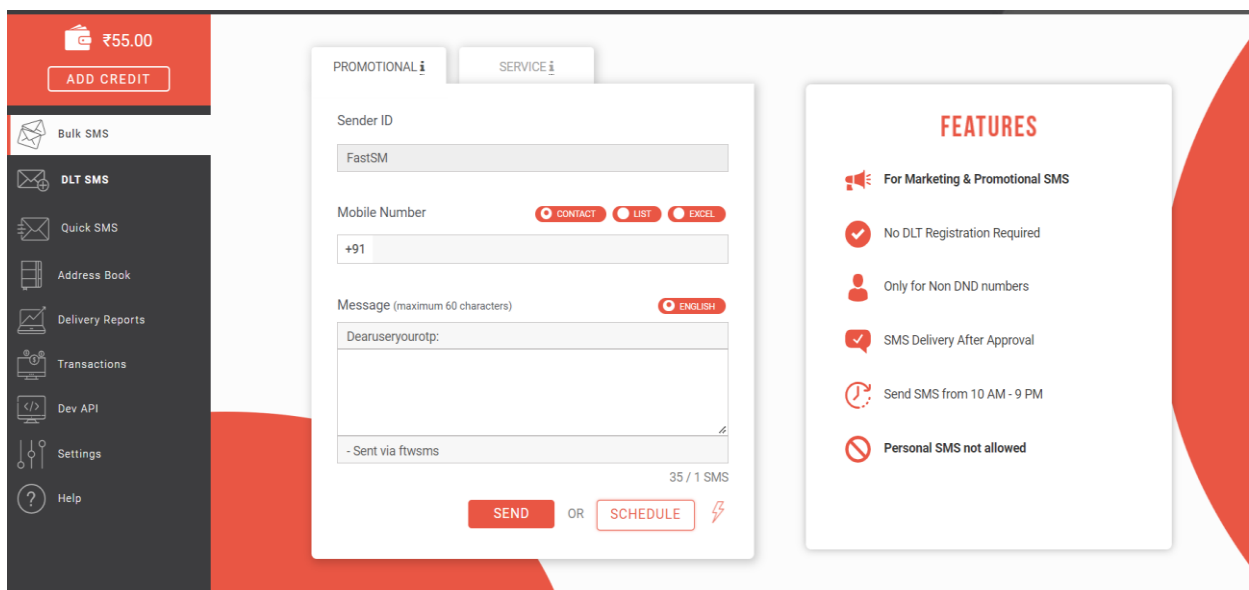 ₹55.00
ADD CREDIT
Bulk SMS
DLT SMS
Quick SMS
Address Book
Delivery Reports
Transactions
Dev API
Settings
Help
PROMOTIONAL i
SERVICE i
Sender ID
FastSM
Mobile Number
CONTACT LIST EXCEL
+91
Message (maximum 60 characters)
ENGLISH
Dearuseryourotp:
- Sent via ftwsms
35 / 1 SMS
SEND OR SCHEDULE
FEATURES
For Marketing & Promotional SMS
No DLT Registration Required
Only for Non DND numbers
SMS Delivery After Approval
Send SMS from 10 AM - 9 PM
Personal SMS not allowed